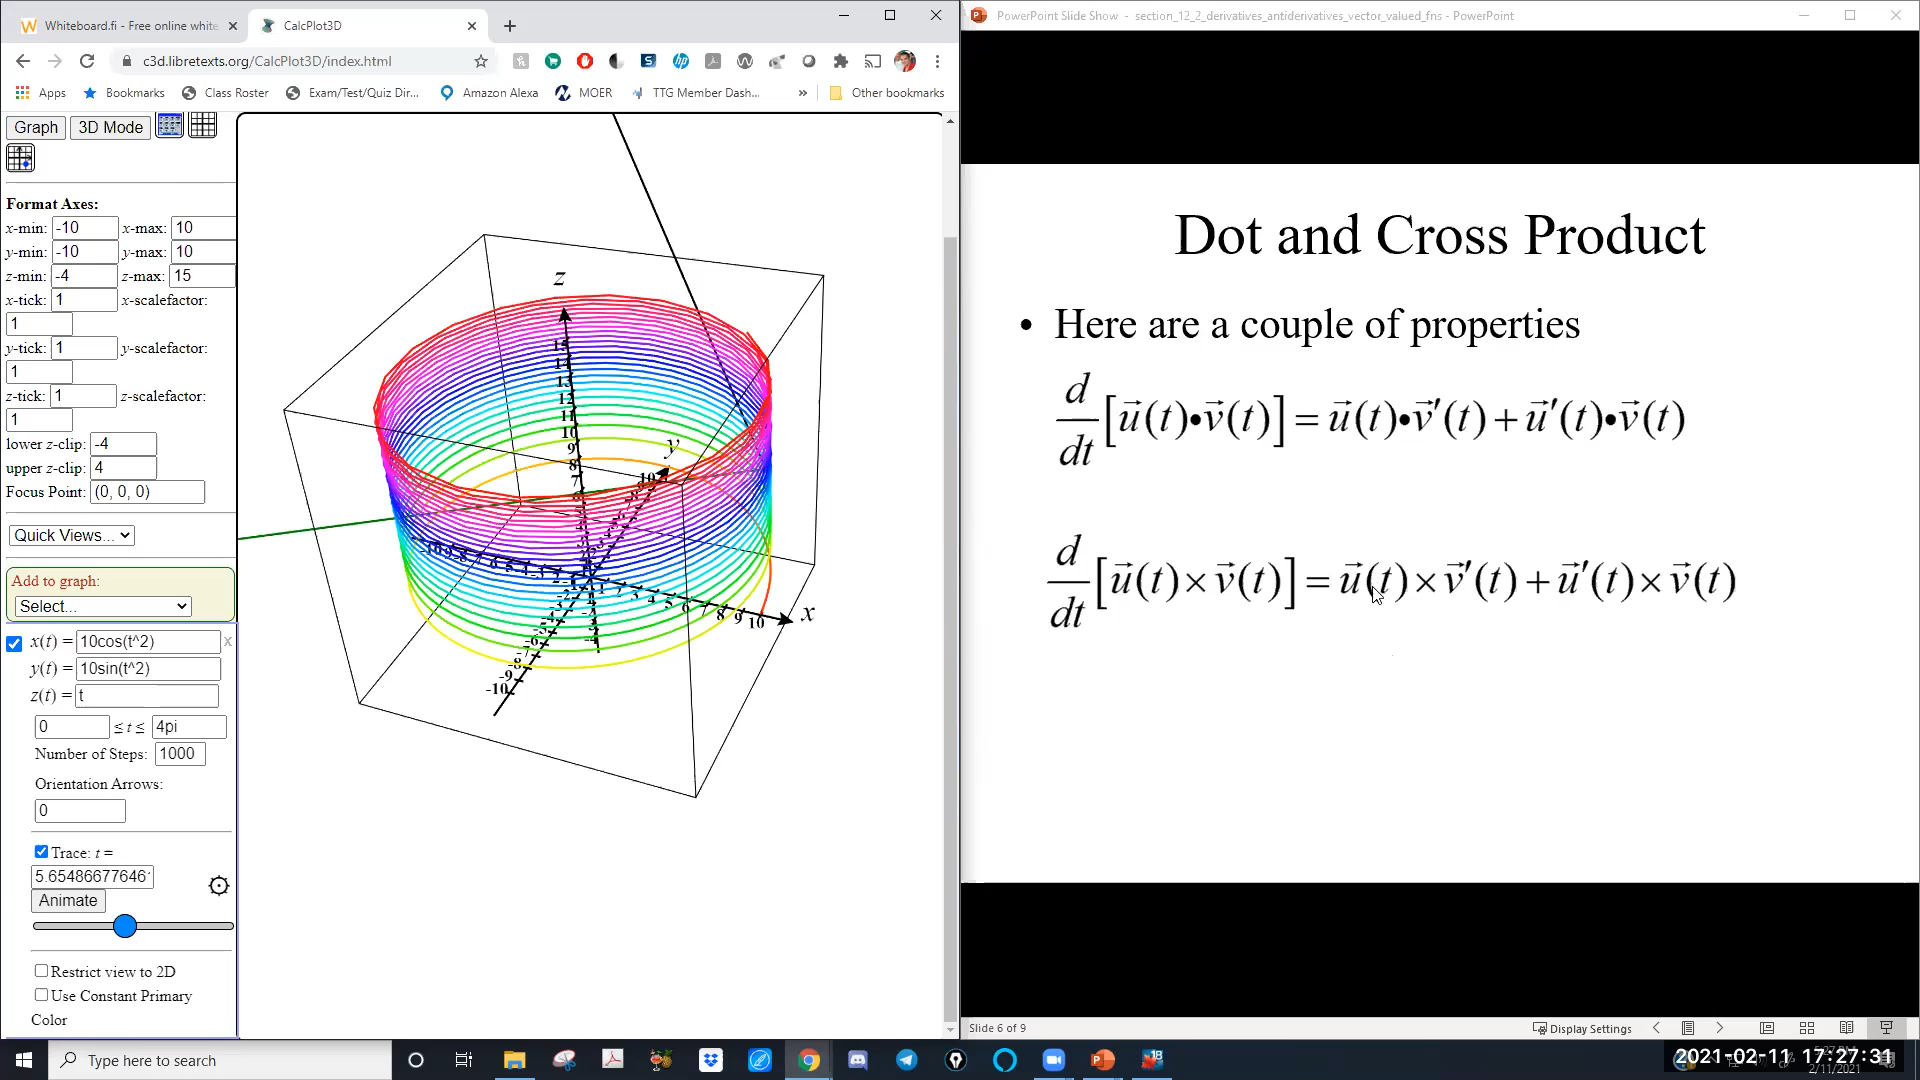 Whiteboard.fi - Free online white
CalcPlot3D
c3d.libretexts.org/CalcPlot3D/index.html
Apps Bookmarks Class Roster Exam/Test/Quiz Dir... Amazon Alexa MOER TTG Member Dash... » Other bookmarks
Graph 3D Mode
Format Axes:
x-min: -10 x-max: 10
y-min: -10 y-max: 10
z-min: -4 z-max: 15
x-tick: 1 x-scalefactor:
1
y-tick: 1 y-scalefactor:
1
z-tick: 1 z-scalefactor:
1
lower z-clip: -4
upper z-clip: 4
Focus Point: (0, 0, 0)
Quick Views...
Add to graph:
Select...
x(t) = 10cos(t^2) x
y(t) = 10sin(t^2)
z(t) = t
0 ≤ t ≤ 4pi
Number of Steps: 1000
Orientation Arrows:
0
Trace: t =
5.65486677646
Animate
Restrict view to 2D
Use Constant Primary
Color
z
y
x
PowerPoint Slide Show - section_12_2_derivatives_antiderivatives_vector_valued_fns - PowerPoint
Dot and Cross Product
• Here are a couple of properties
d/dt [u⃗(t)•v⃗(t)] = u⃗(t)•v⃗′(t) + u⃗′(t)•v⃗(t)
d/dt [u⃗(t)×v⃗(t)] = u⃗(t)×v⃗′(t) + u⃗′(t)×v⃗(t)
Slide 6 of 9 Display Settings
Type here to search
2021-02-11 17:27:31
2/11/2021